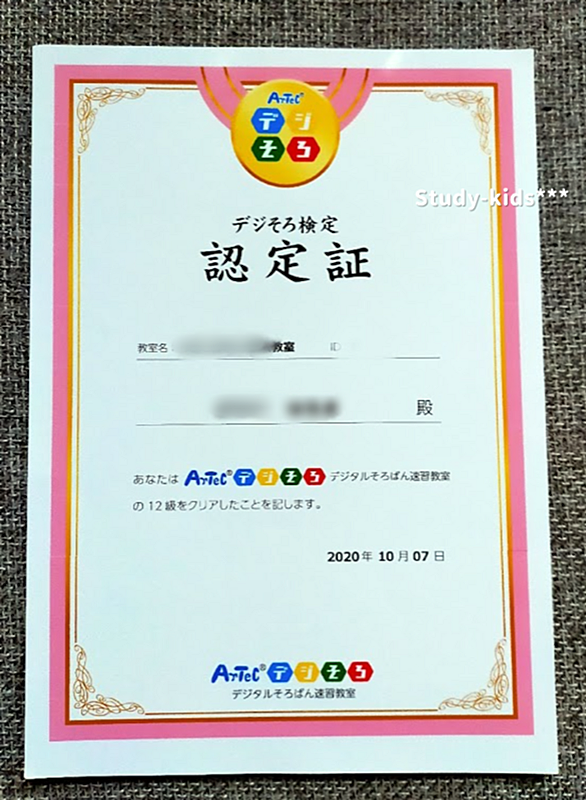 ArTeC®
デジ
そろ
Study-kids***
デジそろ検定
認定証
教室名: 教室 ID
殿
あなたは ArTeC® デジそろ デジタルそろばん速習教室
の12級をクリアしたことを記します。
2020年 10月 07日
ArTeC® デジそろ
デジタルそろばん速習教室